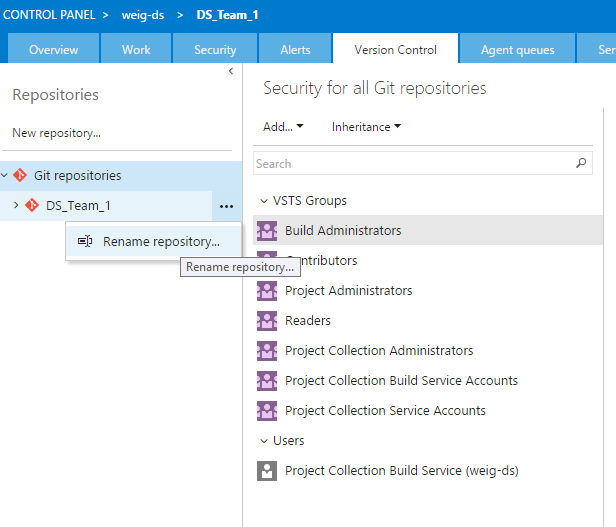 CONTROL PANEL > weig-ds > DS_Team_1
Overview Work Security Alerts Version Control Agent queues Ser
Repositories
New repository...
Git repositories
DS_Team_1 ...
Rename repository...
Rename repository...
Security for all Git repositories
Add... Inheritance
Search
VSTS Groups
Build Administrators
Contributors
Project Administrators
Readers
Project Collection Administrators
Project Collection Build Service Accounts
Project Collection Service Accounts
Users
Project Collection Build Service (weig-ds)